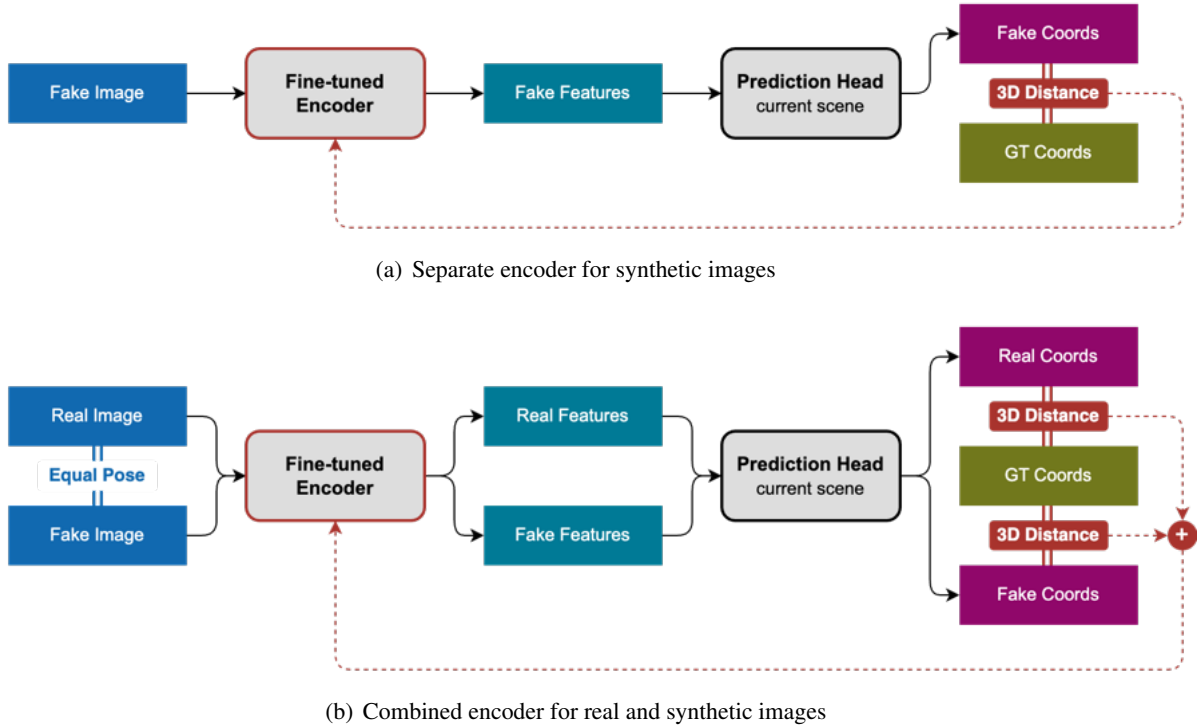 Fake Image
Fine-tuned
Encoder
Fake Features
Prediction Head
current scene
Fake Coords
3D Distance
GT Coords
(a) Separate encoder for synthetic images
Real Image
Equal Pose
Fake Image
Fine-tuned
Encoder
Real Features
Fake Features
Prediction Head
current scene
Real Coords
3D Distance
GT Coords
3D Distance
+
Fake Coords
(b) Combined encoder for real and synthetic images